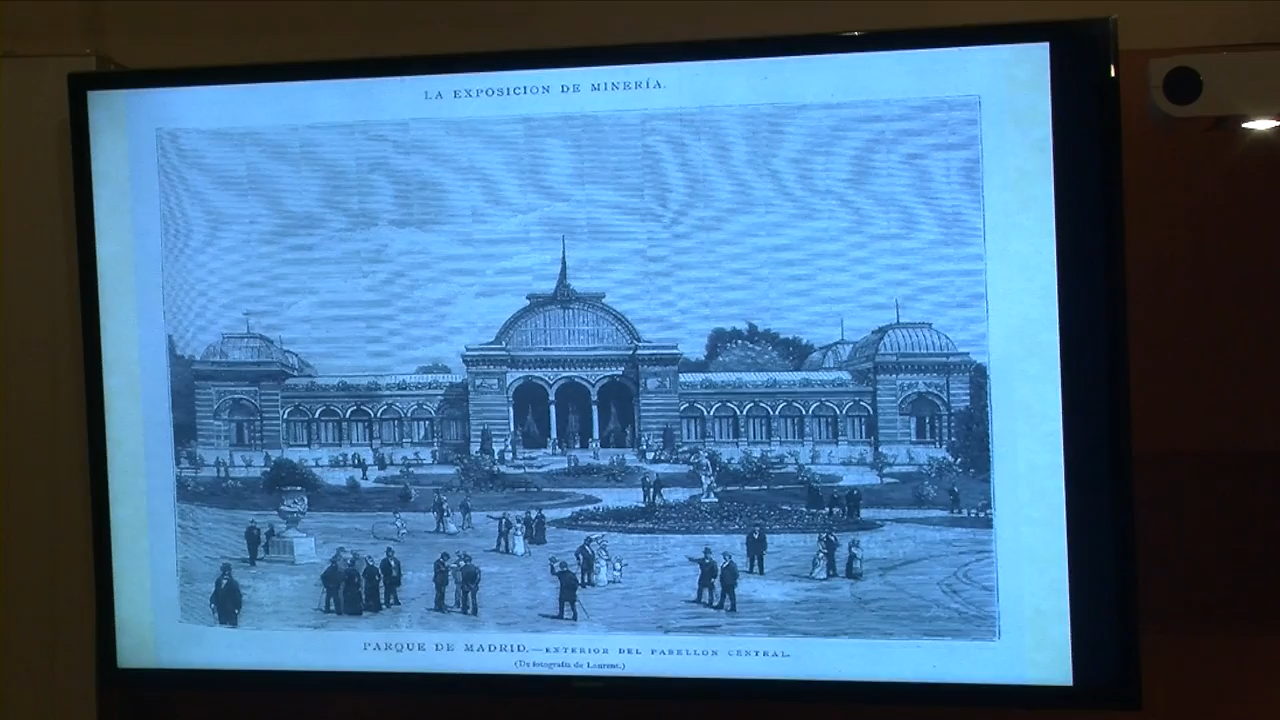 LA EXPOSICION DE MINERÍA.
PARQUE DE MADRID.—EXTERIOR DEL PABELLON CENTRAL.
(De fotografía de Laurent.)